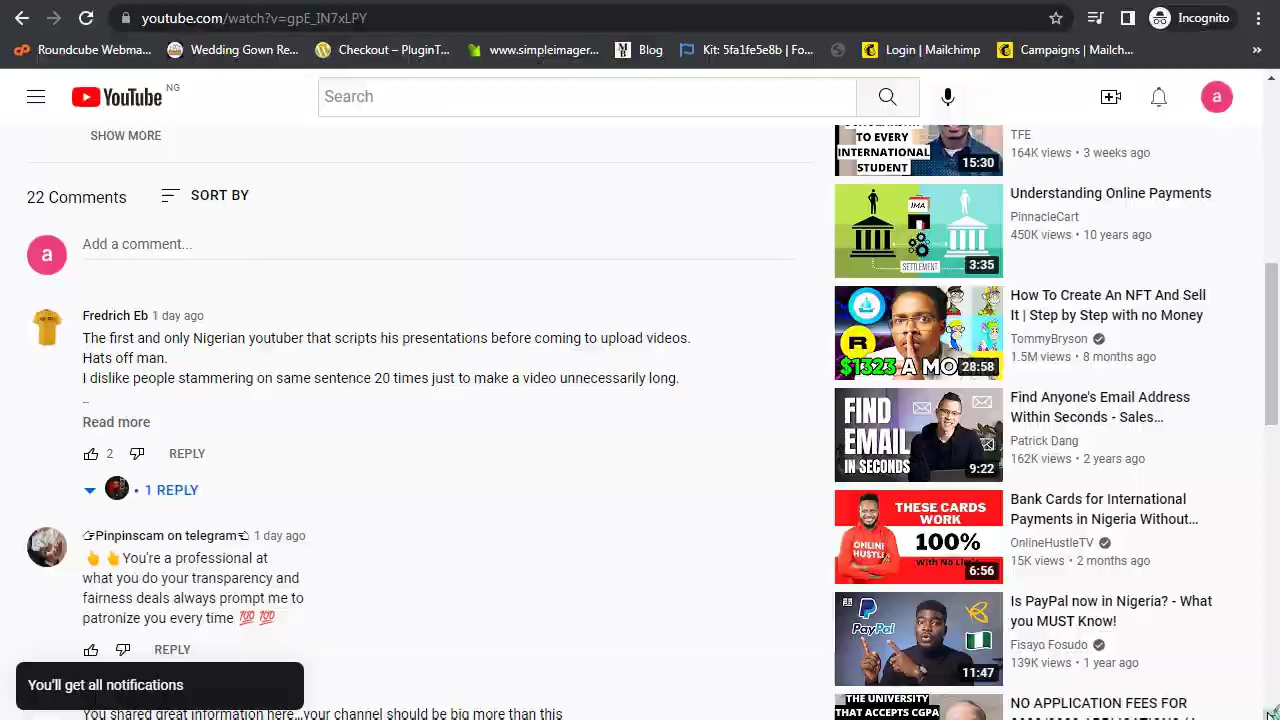 youtube.com/watch?v=gpE_IN7xLPY
Incognito
Roundcube Webma...
Wedding Gown Re...
Checkout – PluginT...
www.simpleimager...
Blog
Kit: 5fa1fe5e8b | Fo...
Login | Mailchimp
Campaigns | Mailch...
YouTube NG
Search
a
SHOW MORE
22 Comments
SORT BY
a
Add a comment...
Fredrich Eb 1 day ago
The first and only Nigerian youtuber that scripts his presentations before coming to upload videos.
Hats off man.
I dislike people stammering on same sentence 20 times just to make a video unnecessarily long.
..
Read more
2
REPLY
• 1 REPLY
👉Pinpinscom on telegram👈 1 day ago
👆👆You're a professional at
what you do your transparency and
fairness deals always prompt me to
patronize you every time 💯 💯
REPLY
You'll get all notifications
You share great information here...your channel should be big more than this
TO EVERY
INTERNATIONAL
STUDENT
15:30
TFE
164K views • 3 weeks ago
IMA
SETTLEMENT
3:35
Understanding Online Payments
PinnacleCart
450K views • 10 years ago
R
$1323 A MO
28:58
How To Create An NFT And Sell
It | Step by Step with no Money
TommyBryson
1.5M views • 8 months ago
FIND
EMAIL
IN SECONDS
9:22
Find Anyone's Email Address
Within Seconds - Sales...
Patrick Dang
162K views • 2 years ago
THESE CARDS
WORK
100%
With No
ONLINE
HUSTLE
6:56
Bank Cards for International
Payments in Nigeria Without...
OnlineHustleTV
15K views • 2 months ago
PayPal
11:47
Is PayPal now in Nigeria? - What
you MUST Know!
Fisayo Fosudo
139K views • 1 year ago
THE UNIVERSITY
THAT ACCEPTS CGPA
NO APPLICATION FEES FOR